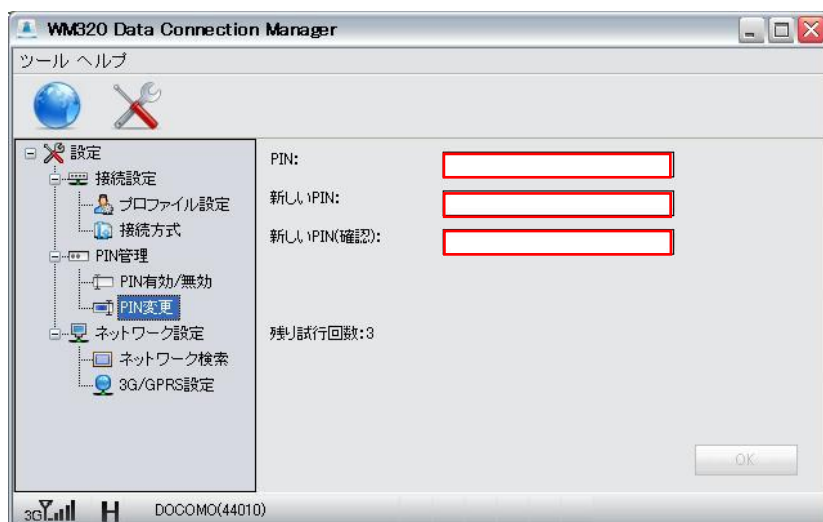 WM320 Data Connection Manager
ツール ヘルプ
設定
接続設定
プロファイル設定
接続方式
PIN管理
PIN有効/無効
PIN変更
ネットワーク設定
ネットワーク検索
3G/GPRS設定
PIN:
新しいPIN:
新しいPIN(確認):
残り試行回数:3
OK
3G H DOCOMO(44010)